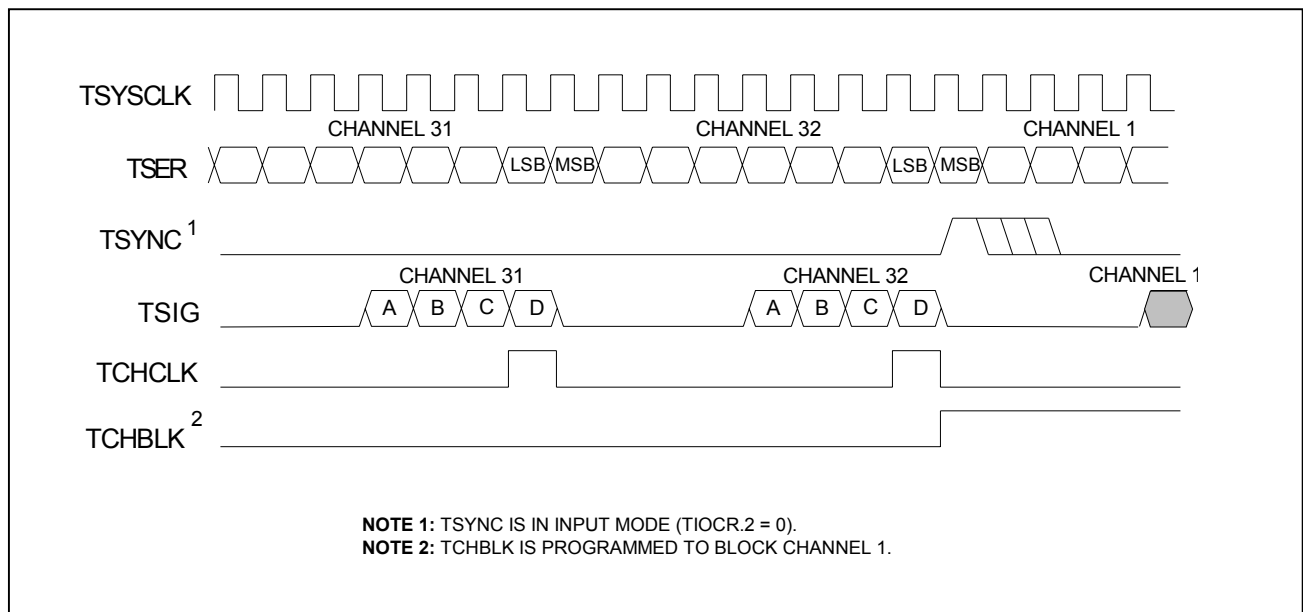 TSYSCLK
CHANNEL 31 CHANNEL 32 CHANNEL 1
TSER LSB MSB LSB MSB
TSYNC 1
CHANNEL 31 CHANNEL 32 CHANNEL 1
TSIG A B C D A B C D
TCHCLK
TCHBLK 2
NOTE 1: TSYNC IS IN INPUT MODE (TIOCR.2 = 0).
NOTE 2: TCHBLK IS PROGRAMMED TO BLOCK CHANNEL 1.